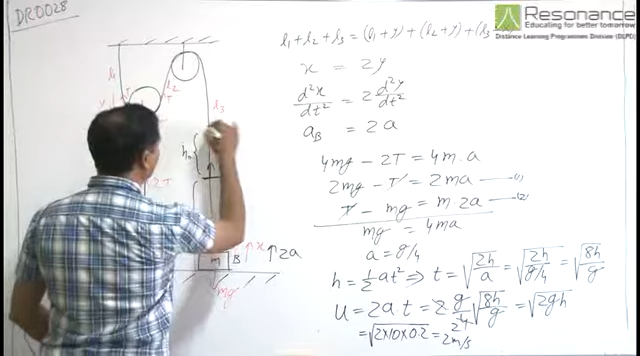 DR0028
Resonance
Educating for better tomorrow
Distance Learning Programmes Division (DLPD)
l₁ + l₂ + l₃ = (l₁ + y) + (l₂ + y) + (l₃
x = 2y
d²x/dt² = 2 d²y/dt²
a_B = 2a
4mg - 2T = 4m.a
2mg - T = 2ma —(1)
T - mg = m.2a —(2)
mg = 4ma
a = g/4
h = ½at² ⇒ t = √(2h/a) = √(2h/(g/4)) = √(8h/g)
u = 2a.t = 2.g/4 √(8h/g) = √(2gh)
= √(2×10×0.2) = 2m/s
l₁
l₂
l₃
y
T
2T
h
x
↑2a
m
B
mg